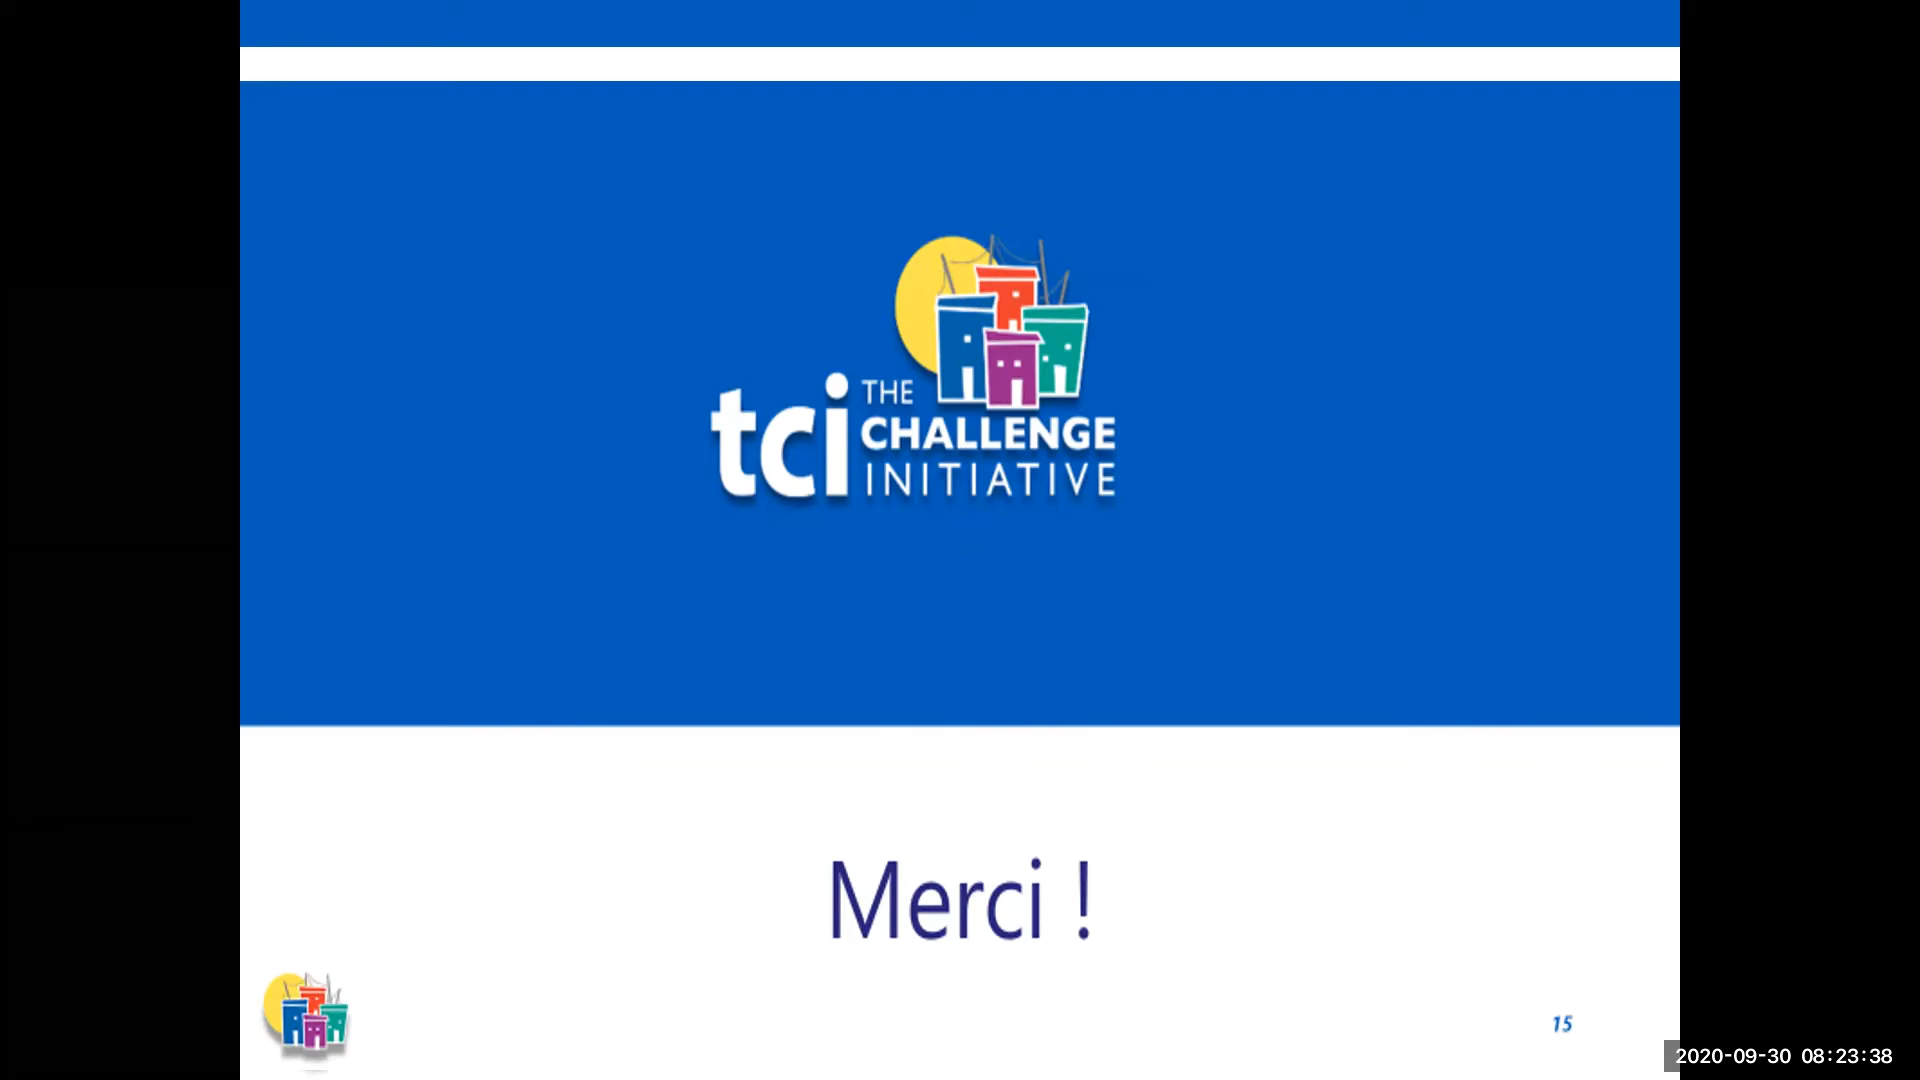 tci THE
CHALLENGE
INITIATIVE
Merci !
15
2020-09-30 08:23:38